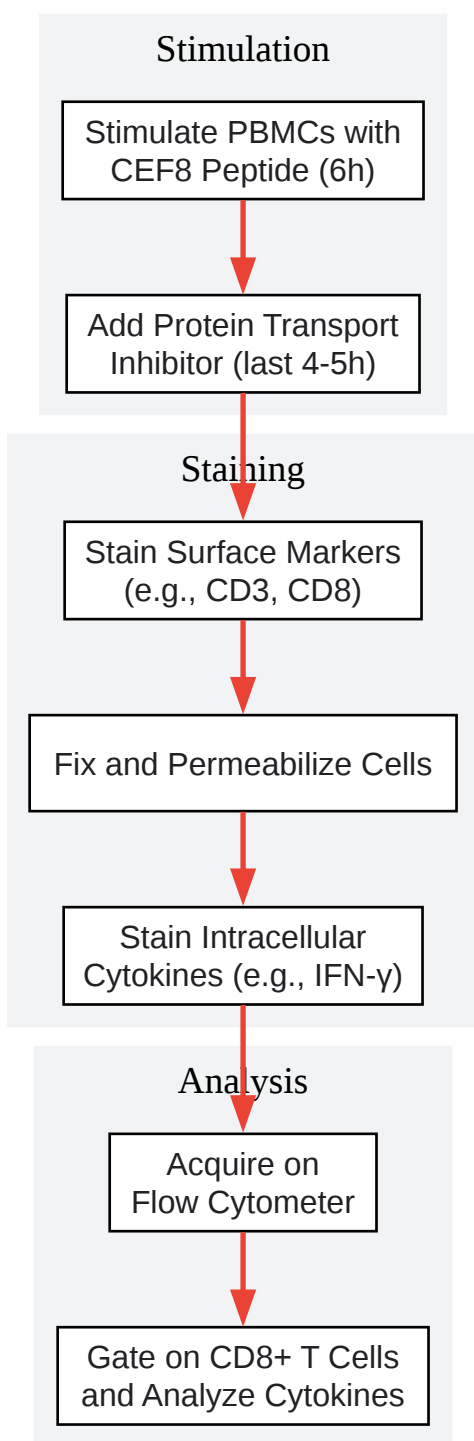 Stimulation
Stimulate PBMCs with
CEF8 Peptide (6h)
Add Protein Transport
Inhibitor (last 4-5h)
Staining
Stain Surface Markers
(e.g., CD3, CD8)
Fix and Permeabilize Cells
Stain Intracellular
Cytokines (e.g., IFN-γ)
Analysis
Acquire on
Flow Cytometer
Gate on CD8+ T Cells
and Analyze Cytokines